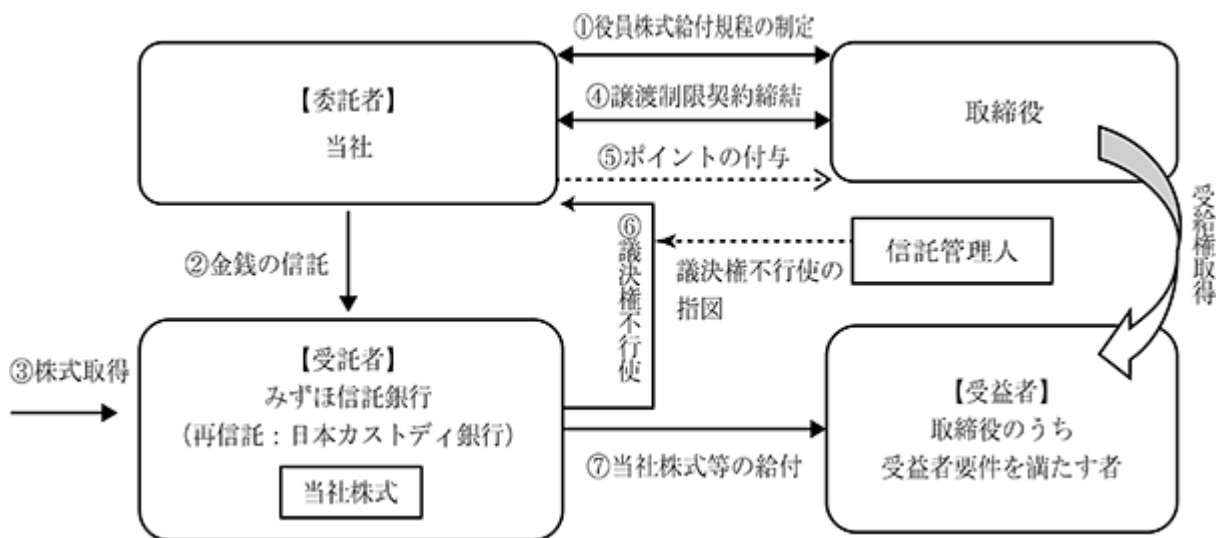 ①役員株式給付規程の制定
【委託者】
当社
④譲渡制限契約締結
取締役
⑤ポイントの付与
②金銭の信託
⑥議決権不行使
議決権不行使の
指図
信託管理人
受給権取得
③株式取得
【受託者】
みずほ信託銀行
（再信託：日本カストディ銀行）
当社株式
⑦当社株式等の給付
【受益者】
取締役のうち
受益者要件を満たす者